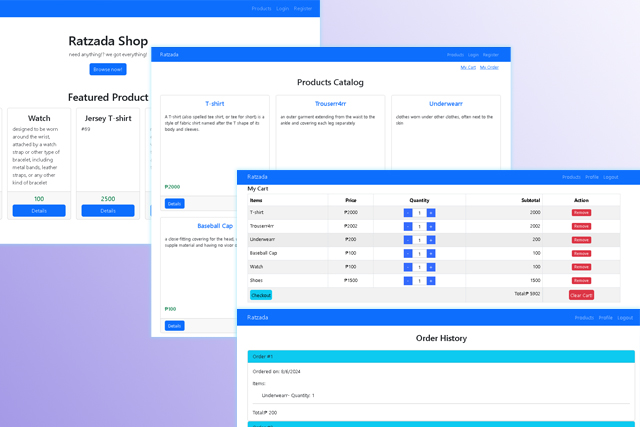 Products Login Register
Ratzada Shop
need anything!? we got everything!
Browse now!
Featured Product
Watch
designed to be worn
around the wrist,
attached by a watch
strap or other type of
bracelet, including
metal bands, leather
straps, or any other
kind of bracelet
100
Details
Jersey T-shirt
#69
2500
Details
Ratzada
Products Login Register
My Cart My Order
Products Catalog
T-shirt
A T-shirt (also spelled tee shirt, or tee for short) is a
style of fabric shirt named after the T shape of its
body and sleeves.
₱2000
Details
Trouserr4rr
an outer garment extending from the waist to the
ankle and covering each leg separately
Underwearr
clothes worn under other clothes, often next to the
skin
Baseball Cap
a close-fitting covering for the head;
supple material and having no visor
₱100
Details
Ratzada
Products Profile Logout
My Cart
Items Price Quantity Subtotal Action
T-shirt ₱2000 - 1 + 2000 Remove
Trouserr4rr ₱2002 - 1 + 2002 Remove
Underwearr ₱200 - 1 + 200 Remove
Baseball Cap ₱100 - 1 + 100 Remove
Watch ₱100 - 1 + 100 Remove
Shoes ₱1500 - 1 + 1500 Remove
Checkout Total:₱ 5902 Clear Cart!
Ratzada
Products Profile Logout
Order History
Order #1
Ordered on: 8/6/2024
Items:
Underwearr- Quantity: 1
Total:₱ 200